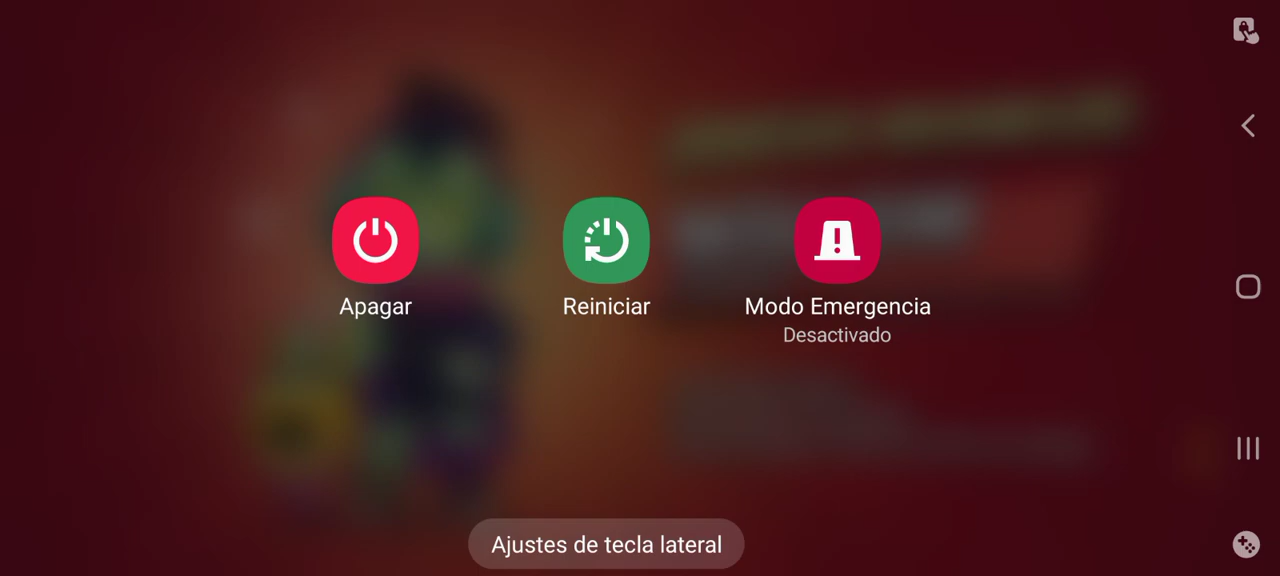 Apagar
Reiniciar
Modo Emergencia
Desactivado
Ajustes de tecla lateral